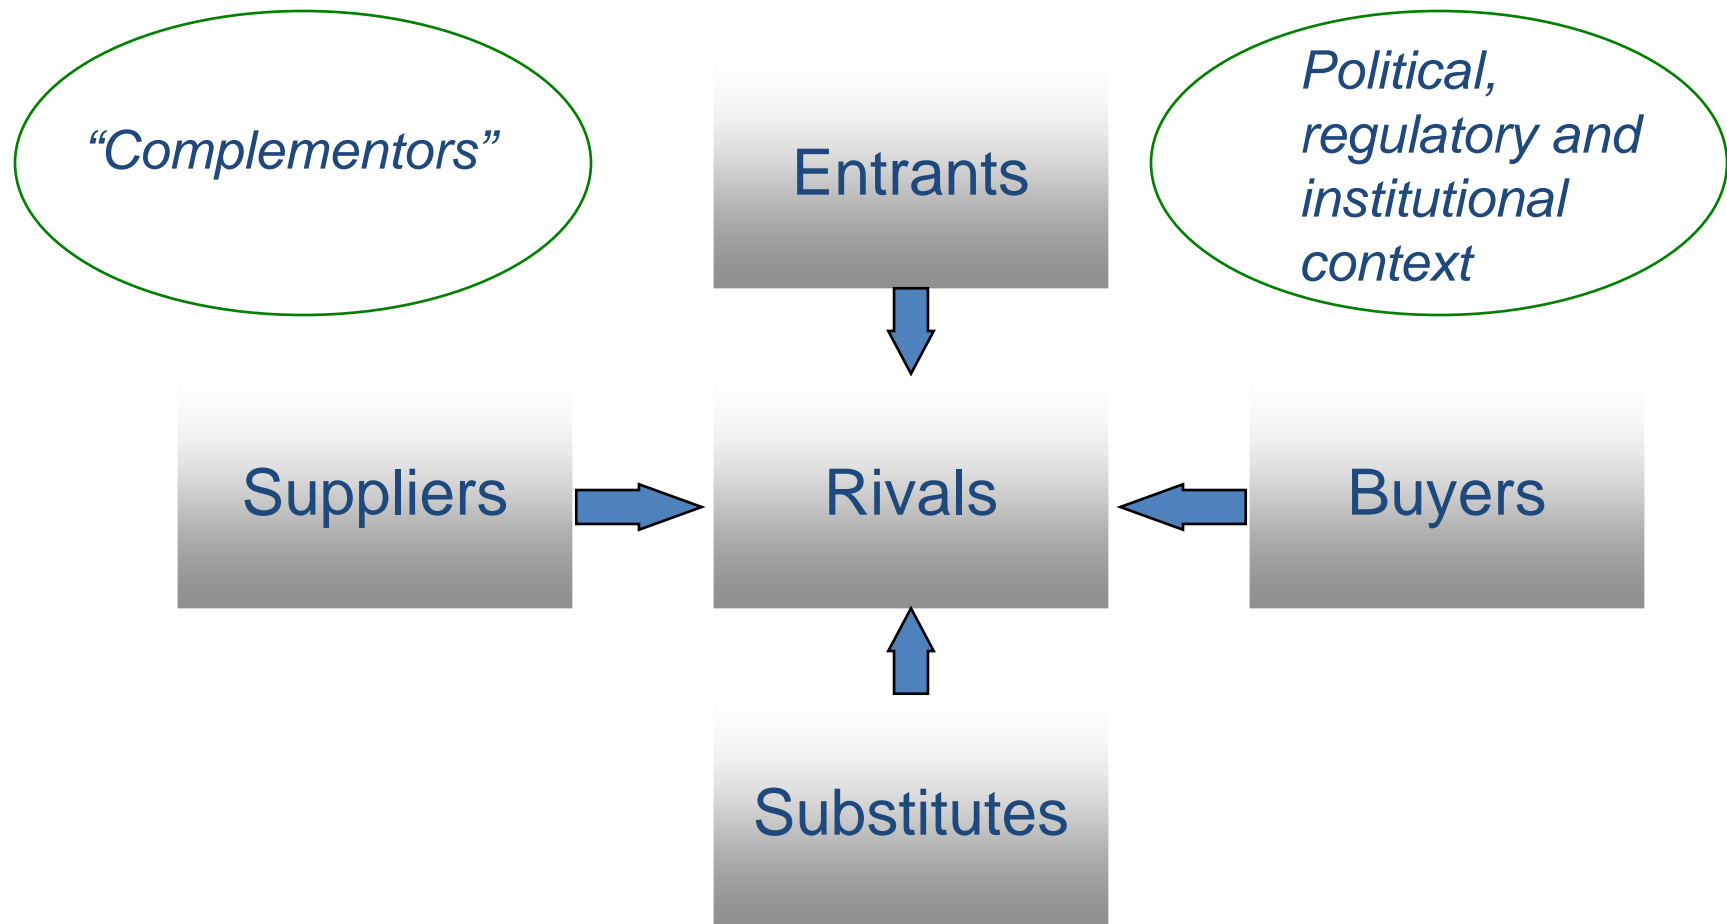 “Complementors”
Entrants
Political,
regulatory and
institutional
context
Suppliers
Rivals
Buyers
Substitutes